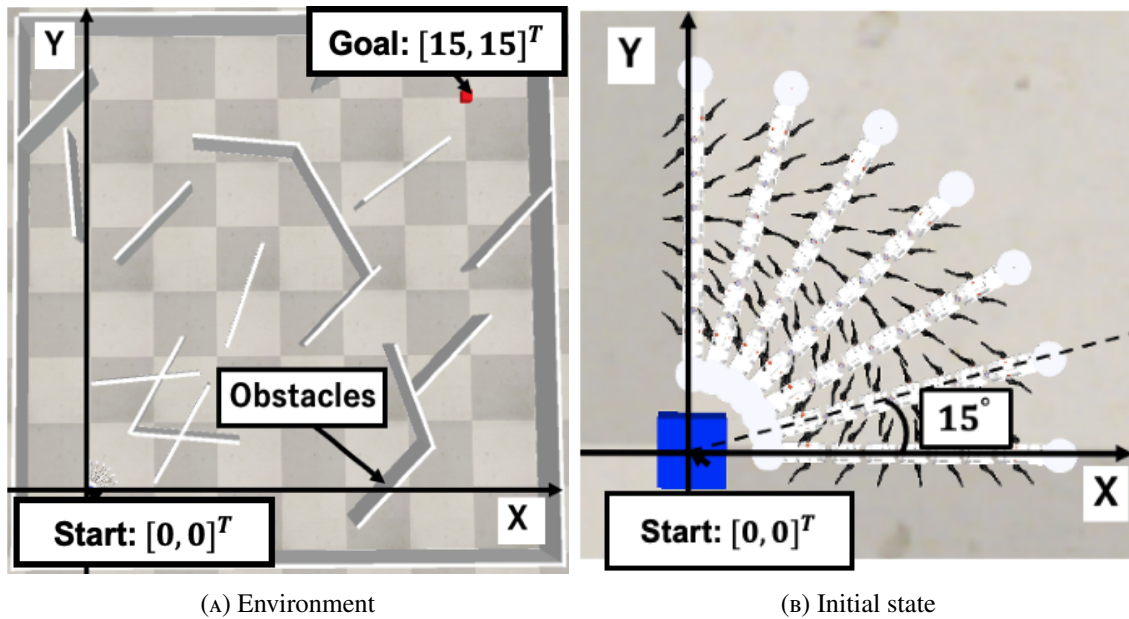 Y
Goal: [15, 15]^T
Obstacles
X
Start: [0, 0]^T
(A) Environment
Y
15°
X
Start: [0, 0]^T
(B) Initial state